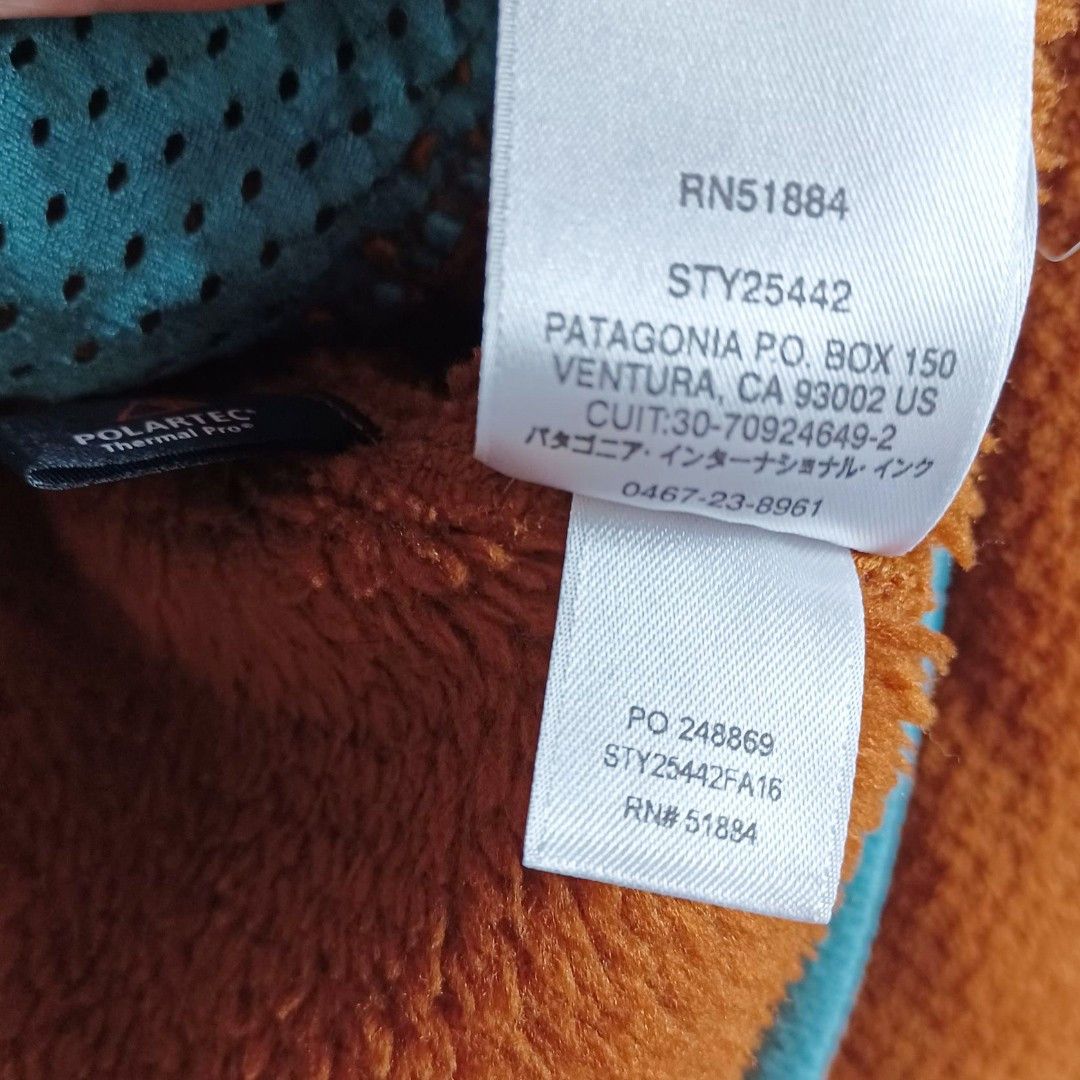 RN51884
STY25442
PATAGONIA P.O. BOX 150
VENTURA, CA 93002 US
CUIT:30-70924649-2
パタゴニア・インターナショナル・インク
0467-23-8961
POLARTEC®
Thermal Pro®
PO 248869
STY25442FA16
RN# 51884